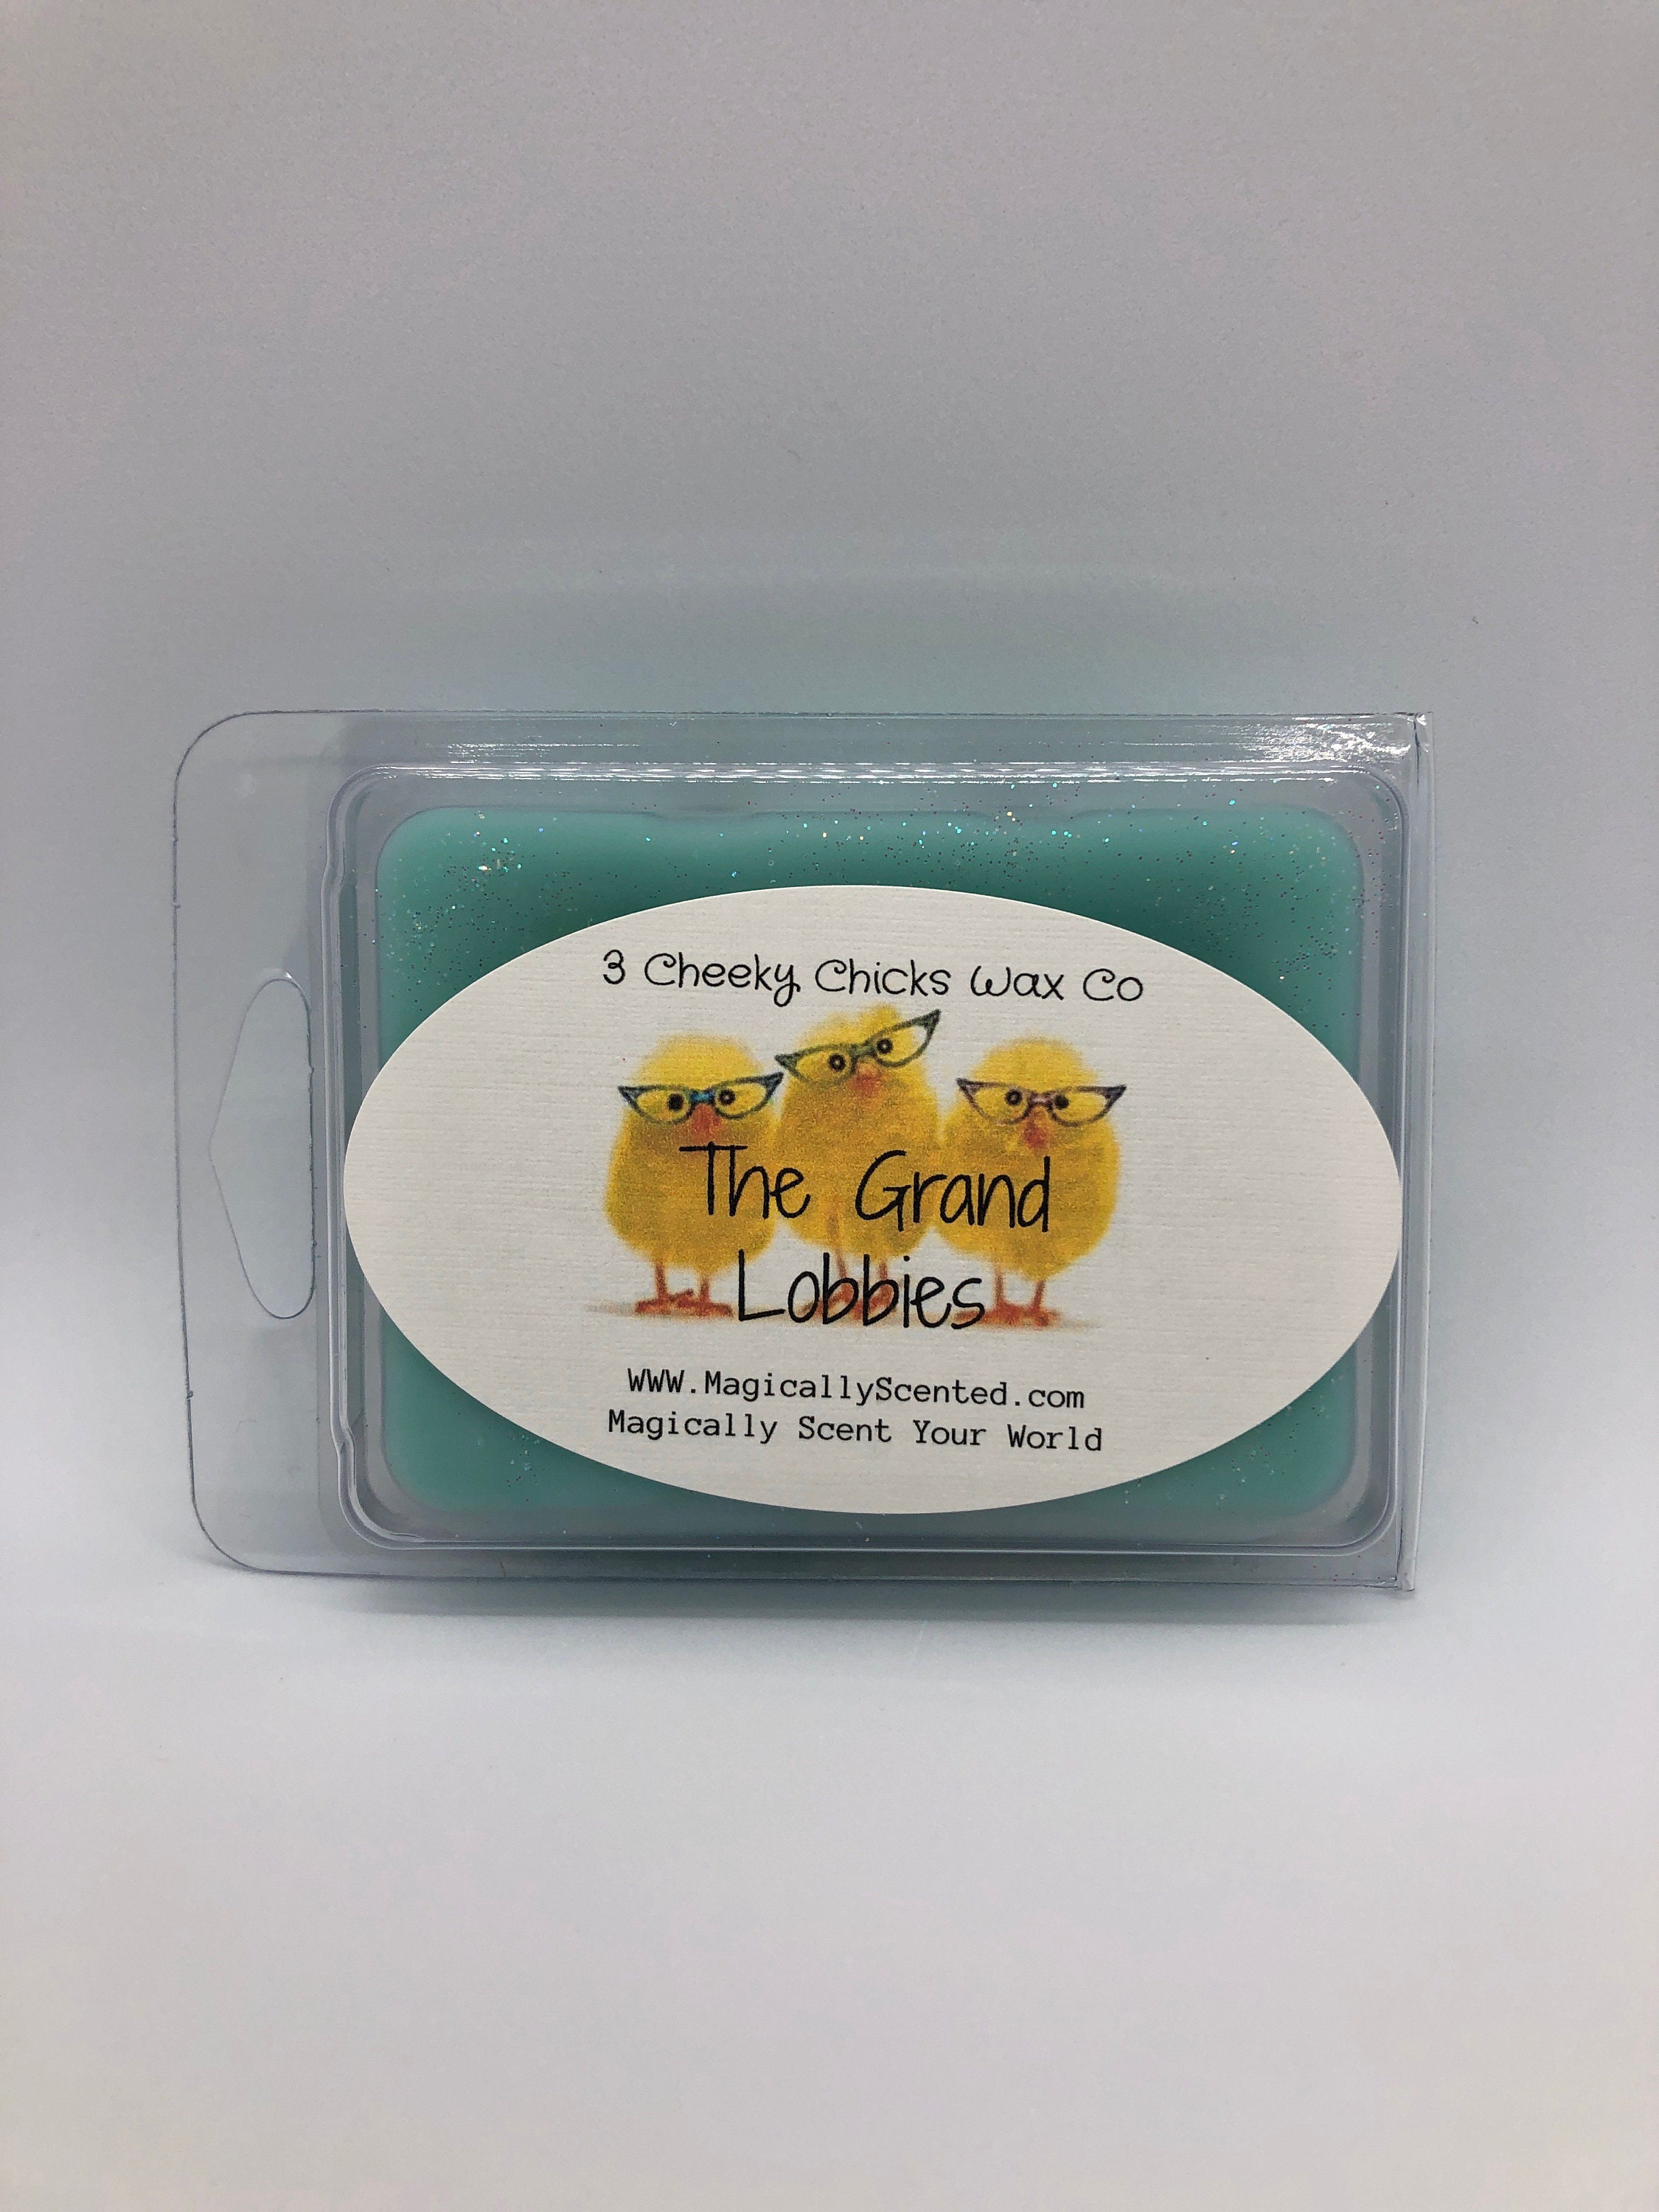 3 Cheeky Chicks Wax Co
The Grand
Lobbies
WWW.MagicallyScented.com
Magically Scent Your World